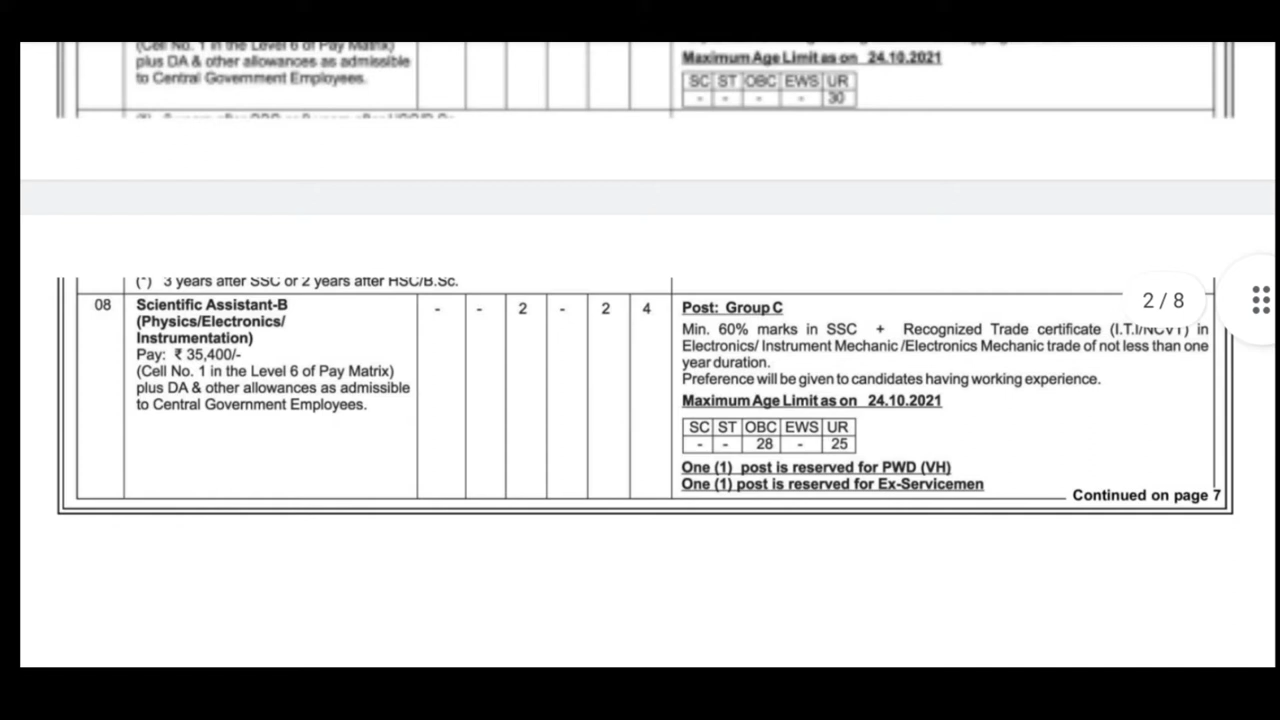 (Cell No. 1 in the Level 6 of Pay Matrix)
plus DA & other allowances as admissible
to Central Government Employees.
Maximum Age Limit as on 24.10.2021
SC ST OBC EWS UR
- - - - 30
(*) 3 years after SSC or 2 years after HSC/B.Sc.
08 Scientific Assistant-B
(Physics/Electronics/
Instrumentation)
Pay: ₹ 35,400/-
(Cell No. 1 in the Level 6 of Pay Matrix)
plus DA & other allowances as admissible
to Central Government Employees.
- - 2 - 2 4
Post: Group C
Min. 60% marks in SSC + Recognized Trade certificate (I.T.I/NCVT) in
Electronics/ Instrument Mechanic /Electronics Mechanic trade of not less than one
year duration.
Preference will be given to candidates having working experience.
Maximum Age Limit as on 24.10.2021
SC ST OBC EWS UR
- - 28 - 25
One (1) post is reserved for PWD (VH)
One (1) post is reserved for Ex-Servicemen
Continued on page 7
2 / 8